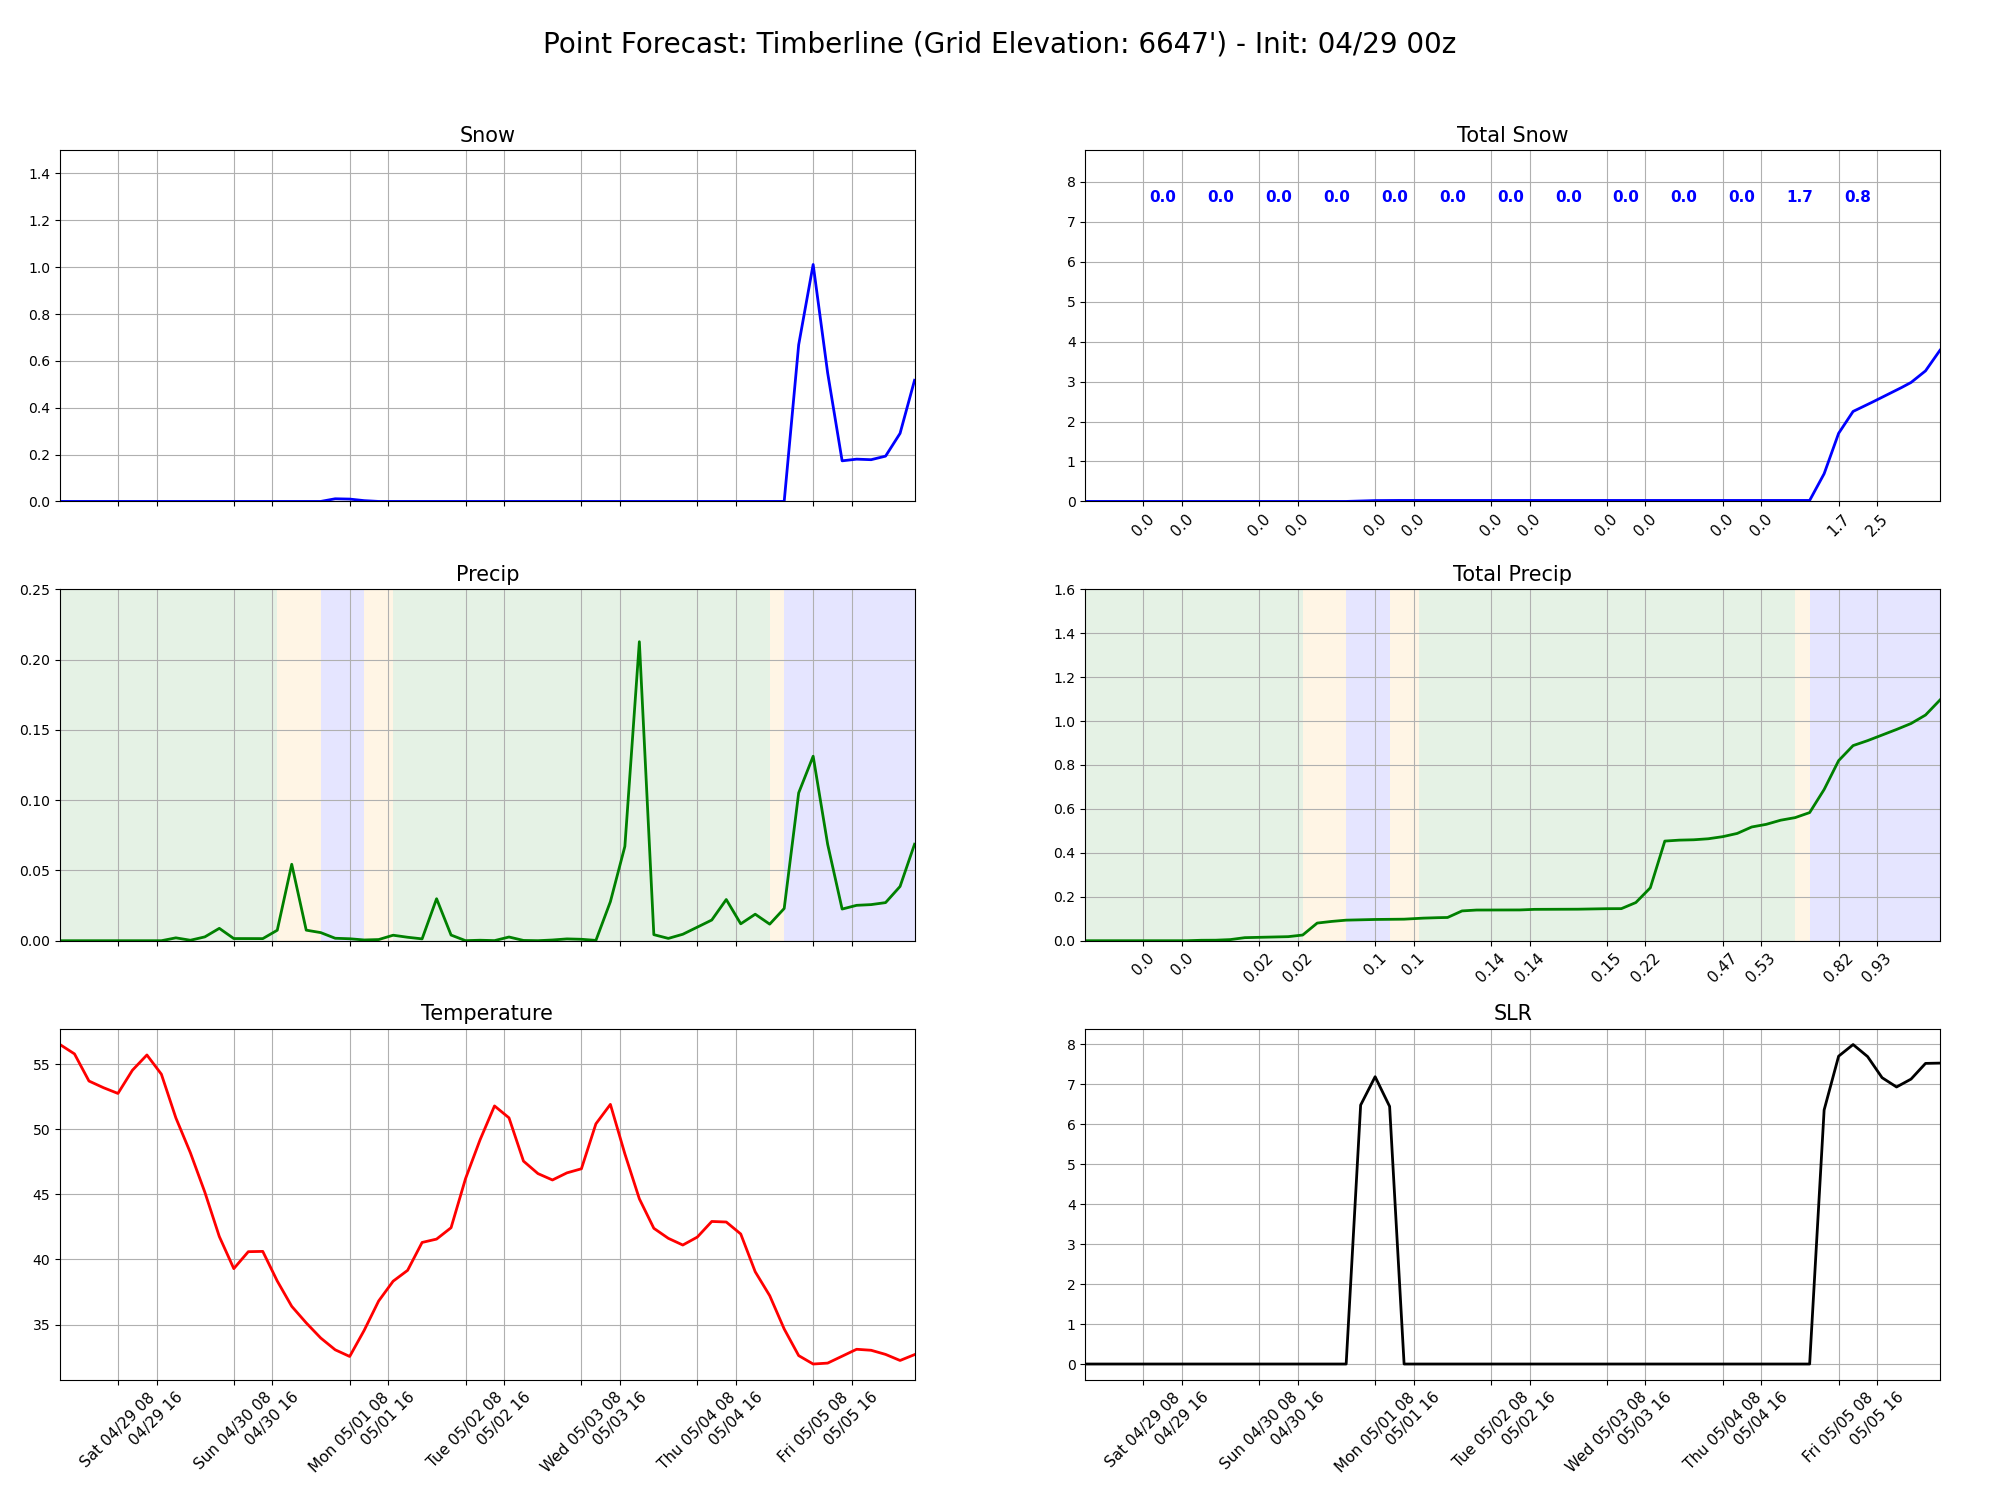 Point Forecast: Timberline (Grid Elevation: 6647') - Init: 04/29 00z
Snow
1.4
1.2
1.0
0.8
0.6
0.4
0.2
0.0
Total Snow
8
7
6
5
4
3
2
1
0
0.0 0.0 0.0 0.0 0.0 0.0 0.0 0.0 0.0 0.0 0.0 1.7 0.8
0.0 0.0 0.0 0.0 0.0 0.0 0.0 0.0 0.0 0.0 0.0 0.0 1.7 2.5
Precip
0.25
0.20
0.15
0.10
0.05
0.00
Total Precip
1.6
1.4
1.2
1.0
0.8
0.6
0.4
0.2
0.0
0.0 0.0 0.02 0.02 0.1 0.1 0.14 0.14 0.15 0.22 0.47 0.53 0.82 0.93
Temperature
55
50
45
40
35
Sat 04/29 08
04/29 16
Sun 04/30 08
04/30 16
Mon 05/01 08
05/01 16
Tue 05/02 08
05/02 16
Wed 05/03 08
05/03 16
Thu 05/04 08
05/04 16
Fri 05/05 08
05/05 16
SLR
8
7
6
5
4
3
2
1
0
Sat 04/29 08
04/29 16
Sun 04/30 08
04/30 16
Mon 05/01 08
05/01 16
Tue 05/02 08
05/02 16
Wed 05/03 08
05/03 16
Thu 05/04 08
05/04 16
Fri 05/05 08
05/05 16